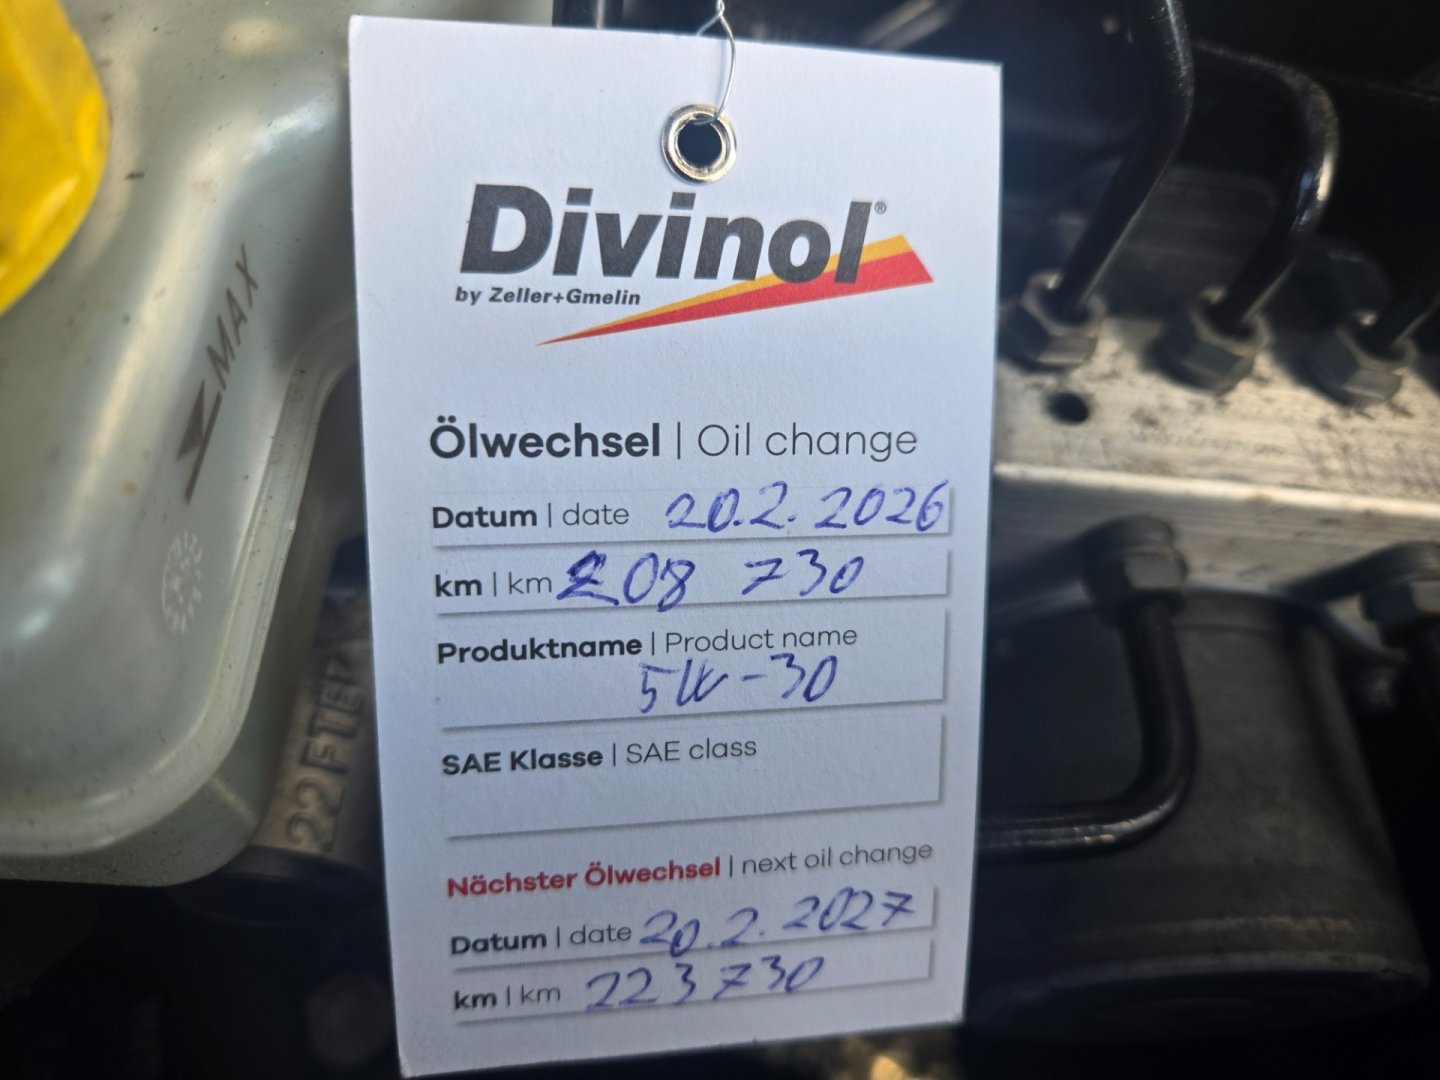 Divinol®
by Zeller+Gmelin
Ölwechsel | Oil change
Datum | date 20.2.2026
km | km 208 730
Produktname | Product name
5W-30
SAE Klasse | SAE class
Nächster Ölwechsel | next oil change
Datum | date 20.2.2027
km | km 223730
MAX